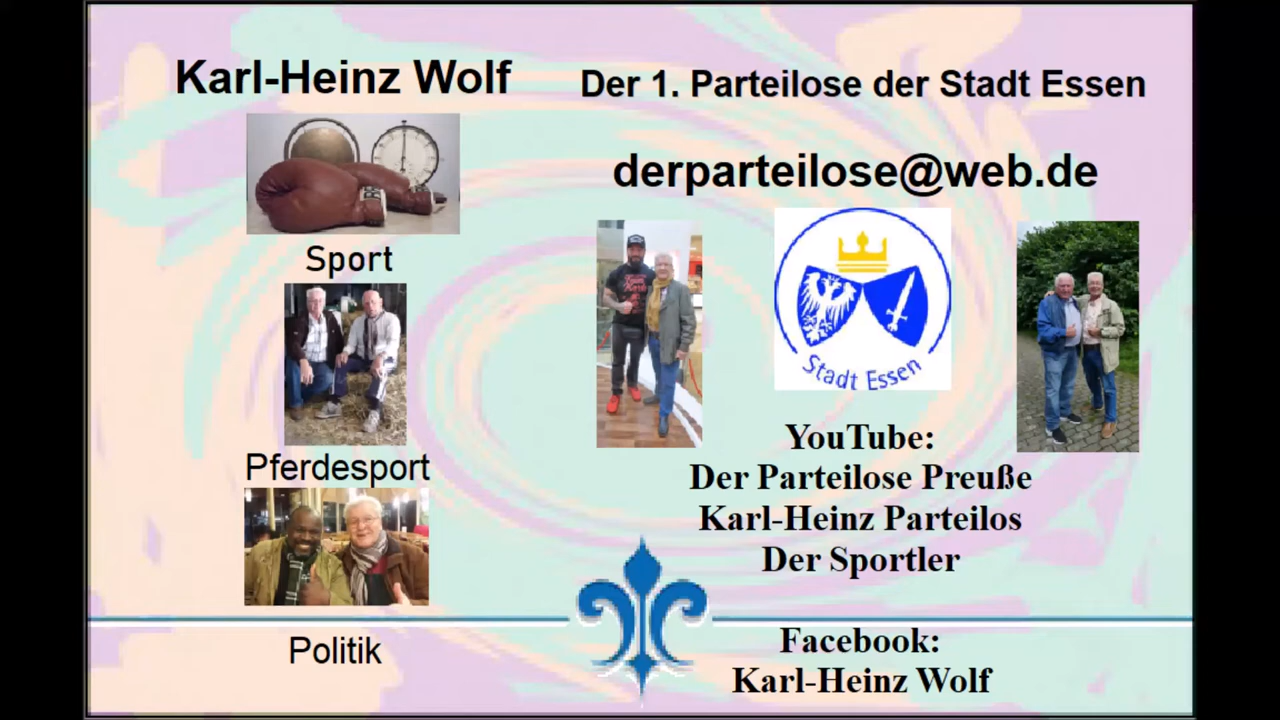 Karl-Heinz Wolf
Der 1. Parteilose der Stadt Essen
derparteilose@web.de
Sport
Pferdesport
Politik
Stadt Essen
YouTube:
Der Parteilose Preuße
Karl-Heinz Parteilos
Der Sportler
Facebook:
Karl-Heinz Wolf